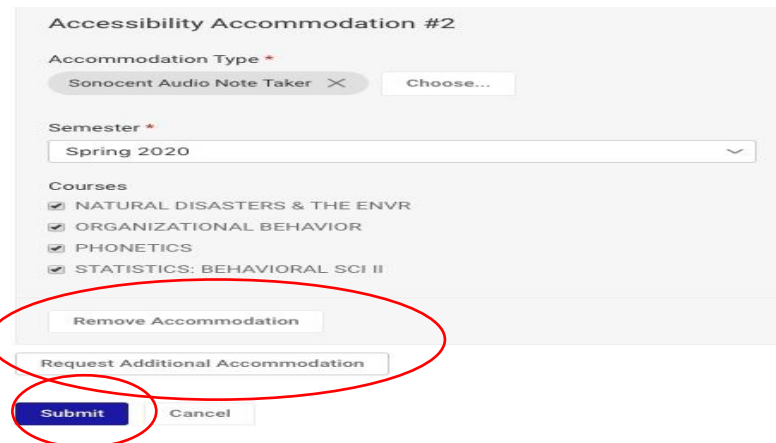 Accessibility Accommodation #2
Accommodation Type *
Sonocent Audio Note Taker Choose...
Semester *
Spring 2020
Courses
NATURAL DISASTERS & THE ENVR
ORGANIZATIONAL BEHAVIOR
PHONETICS
STATISTICS: BEHAVIORAL SCI II
Remove Accommodation
Request Additional Accommodation
Submit Cancel